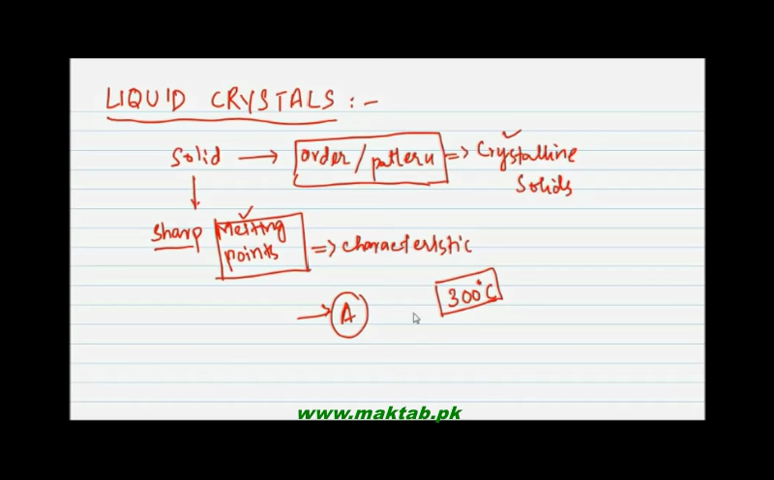 LIQUID CRYSTALS :-
Solid → order/pattern => Crystalline
Solids
Sharp Melting
points => characteristic
→ A 300°C
www.maktab.pk